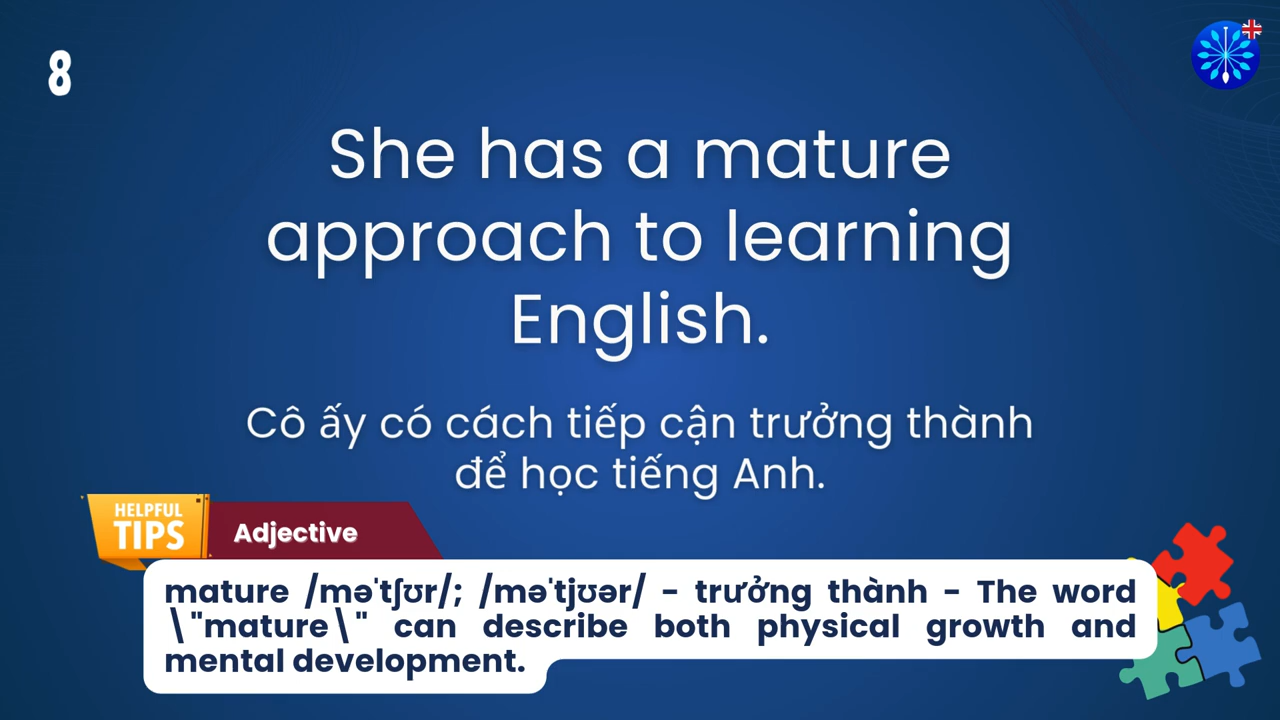 8
She has a mature
approach to learning
English.
Cô ấy có cách tiếp cận trưởng thành
để học tiếng Anh.
HELPFUL
TIPS
Adjective
mature /məˈtʃʊr/; /məˈtjʊər/ - trưởng thành - The word
\"mature\" can describe both physical growth and
mental development.